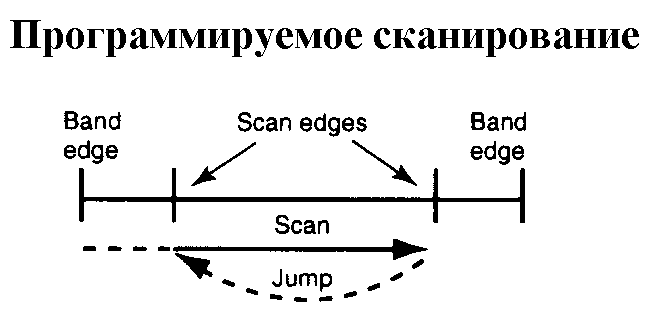 Программируемое сканирование
Band
edge
Scan edges
Band
edge
Scan
Jump